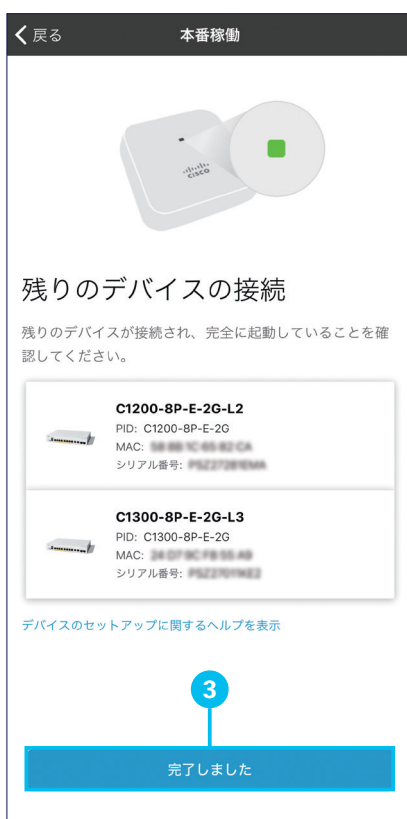 戻る
本番稼働
CISCO
残りのデバイスの接続
残りのデバイスが接続され、完全に起動していることを確
認してください。
C1200-8P-E-2G-L2
PID: C1200-8P-E-2G
MAC:
シリアル番号:
C1300-8P-E-2G-L3
PID: C1300-8P-E-2G
MAC:
シリアル番号:
デバイスのセットアップに関するヘルプを表示
3
完了しました